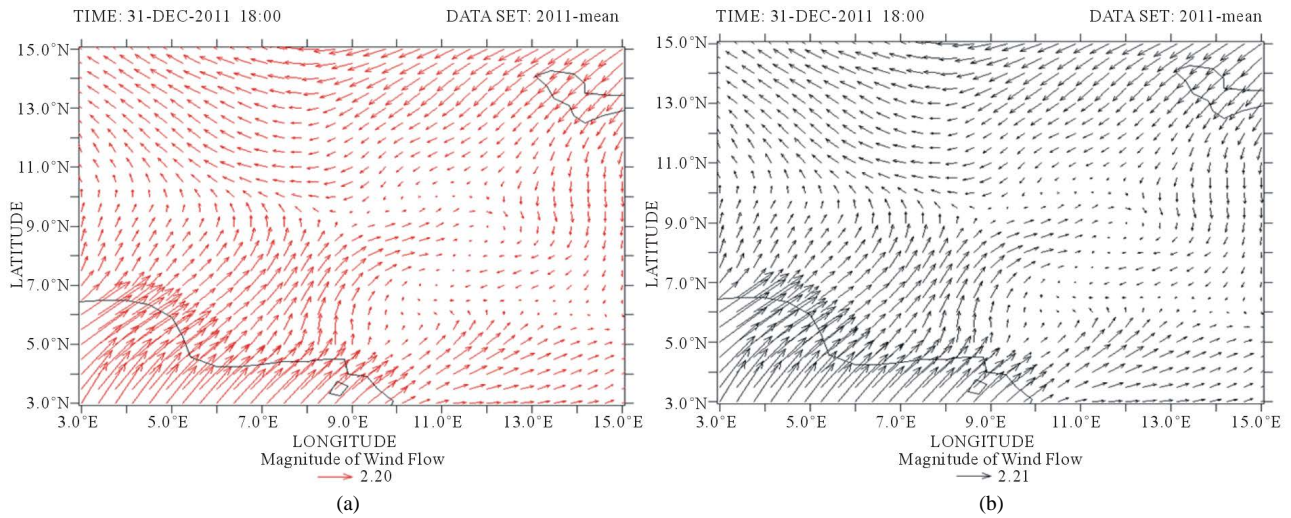 TIME: 31-DEC-2011 18:00 DATA SET: 2011-mean
15.0°N
13.0°N
11.0°N
9.0°N
7.0°N
5.0°N
3.0°N
LATITUDE
3.0°E 5.0°E 7.0°E 9.0°E 11.0°E 13.0°E 15.0°E
LONGITUDE
Magnitude of Wind Flow
2.20
(a)
TIME: 31-DEC-2011 18:00 DATA SET: 2011-mean
15.0°N
13.0°N
11.0°N
9.0°N
7.0°N
5.0°N
3.0°N
LATITUDE
3.0°E 5.0°E 7.0°E 9.0°E 11.0°E 13.0°E 15.0°E
LONGITUDE
Magnitude of Wind Flow
2.21
(b)